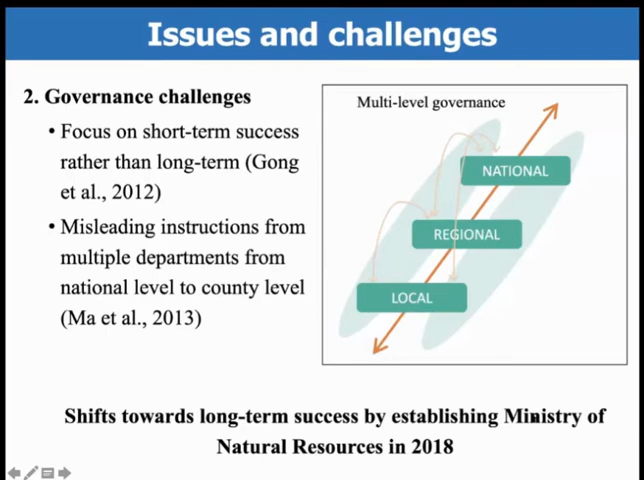 Issues and challenges
2. Governance challenges
• Focus on short-term success
rather than long-term (Gong
et al., 2012)
• Misleading instructions from
multiple departments from
national level to county level
(Ma et al., 2013)
Multi-level governance
NATIONAL
REGIONAL
LOCAL
Shifts towards long-term success by establishing Ministry of
Natural Resources in 2018